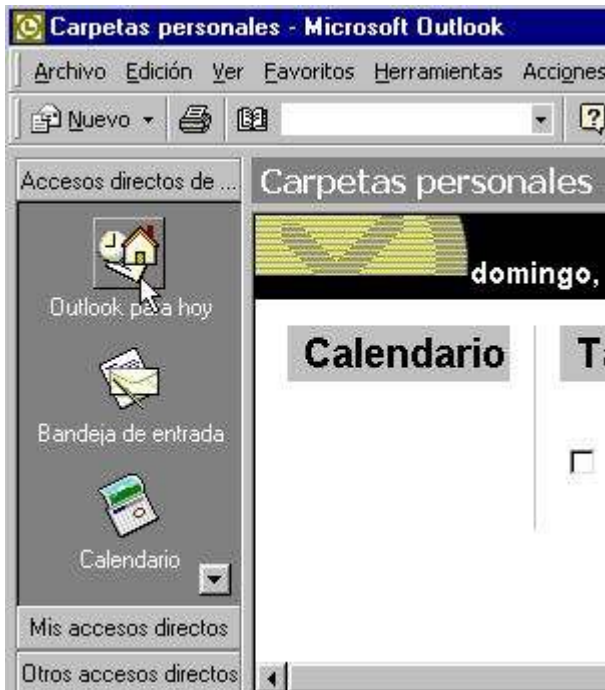 Carpetas personales - Microsoft Outlook
Archivo Edición Ver Favoritos Herramientas Acciones
Nuevo
Accesos directos de ...
Carpetas personales
domingo,
Outlook para hoy
Calendario
Bandeja de entrada
Calendario
Mis accesos directos
Otros accesos directos